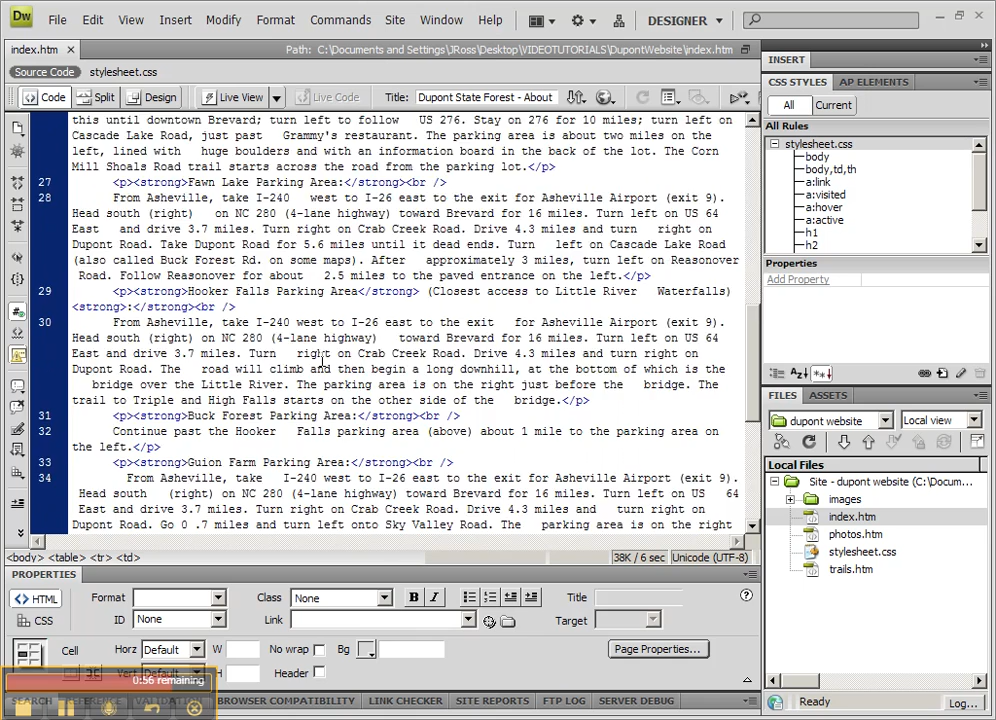 Dw File Edit View Insert Modify Format Commands Site Window Help DESIGNER
index.htm Path: C:\Documents and Settings\JRoss\Desktop\VIDEOTUTORIALS\DupontWebsite\index.htm
Source Code stylesheet.css
Code Split Design Live View Live Code Title: Dupont State Forest - About
this until downtown Brevard; turn left to follow US 276. Stay on 276 for 10 miles; turn left on
Cascade Lake Road, just past Grammy's restaurant. The parking area is about two miles on the
left, lined with huge boulders and with an information board in the back of the lot. The Corn
Mill Shoals Road trail starts across the road from the parking lot.</p>
27 <p><strong>Fawn Lake Parking Area:</strong><br />
28 From Asheville, take I-240 west to I-26 east to the exit for Asheville Airport (exit 9).
Head south (right) on NC 280 (4-lane highway) toward Brevard for 16 miles. Turn left on US 64
East and drive 3.7 miles. Turn right on Crab Creek Road. Drive 4.3 miles and turn right on
Dupont Road. Take Dupont Road for 5.6 miles until it dead ends. Turn left on Cascade Lake Road
(also called Buck Forest Rd. on some maps). After approximately 3 miles, turn left on Reasonover
Road. Follow Reasonover for about 2.5 miles to the paved entrance on the left.</p>
29 <p><strong>Hooker Falls Parking Area</strong> (Closest access to Little River Waterfalls)
<strong>:</strong><br />
30 From Asheville, take I-240 west to I-26 east to the exit for Asheville Airport (exit 9).
Head south (right) on NC 280 (4-lane highway) toward Brevard for 16 miles. Turn left on US 64
East and drive 3.7 miles. Turn right on Crab Creek Road. Drive 4.3 miles and turn right on
Dupont Road. The road will climb and then begin a long downhill, at the bottom of which is the
bridge over the Little River. The parking area is on the right just before the bridge. The
trail to Triple and High Falls starts on the other side of the bridge.</p>
31 <p><strong>Buck Forest Parking Area:</strong><br />
32 Continue past the Hooker Falls parking area (above) about 1 mile to the parking area on
the left.</p>
33 <p><strong>Guion Farm Parking Area:</strong><br />
34 From Asheville, take I-240 west to I-26 east to the exit for Asheville Airport (exit 9).
Head south (right) on NC 280 (4-lane highway) toward Brevard for 16 miles. Turn left on US 64
East and drive 3.7 miles. Turn right on Crab Creek Road. Drive 4.3 miles and turn right on
Dupont Road. Go 0 .7 miles and turn left onto Sky Valley Road. The parking area is on the right
<body> <table> <tr> <td> 38K / 6 sec Unicode (UTF-8)
PROPERTIES
HTML Format Class None B I Title
CSS ID None Link Target
Cell Horz Default W No wrap Bg Page Properties...
Vert Default H Header
0:56 remaining
SEARCH REFERENCE VALIDATION BROWSER COMPATIBILITY LINK CHECKER SITE REPORTS FTP LOG SERVER DEBUG
INSERT
CSS STYLES AP ELEMENTS
All Current
All Rules
stylesheet.css
body
body,td,th
a:link
a:visited
a:hover
a:active
h1
h2
Properties
Add Property
FILES ASSETS
dupont website Local view
Local Files
Site - dupont website (C:\Docum...
images
index.htm
photos.htm
stylesheet.css
trails.htm
Ready Log...